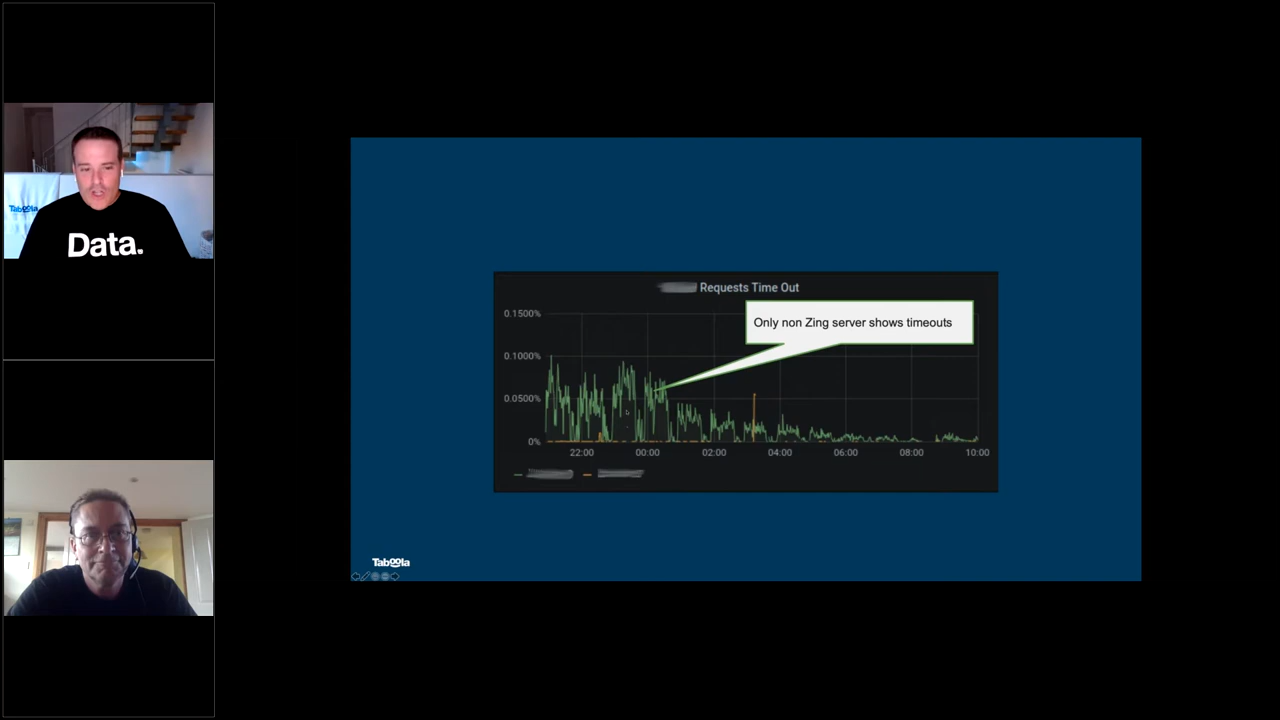 Taboola
Data.
Requests Time Out
Only non Zing server shows timeouts
0.1500%
0.1000%
0.0500%
0%
22:00 00:00 02:00 04:00 06:00 08:00 10:00
Taboola